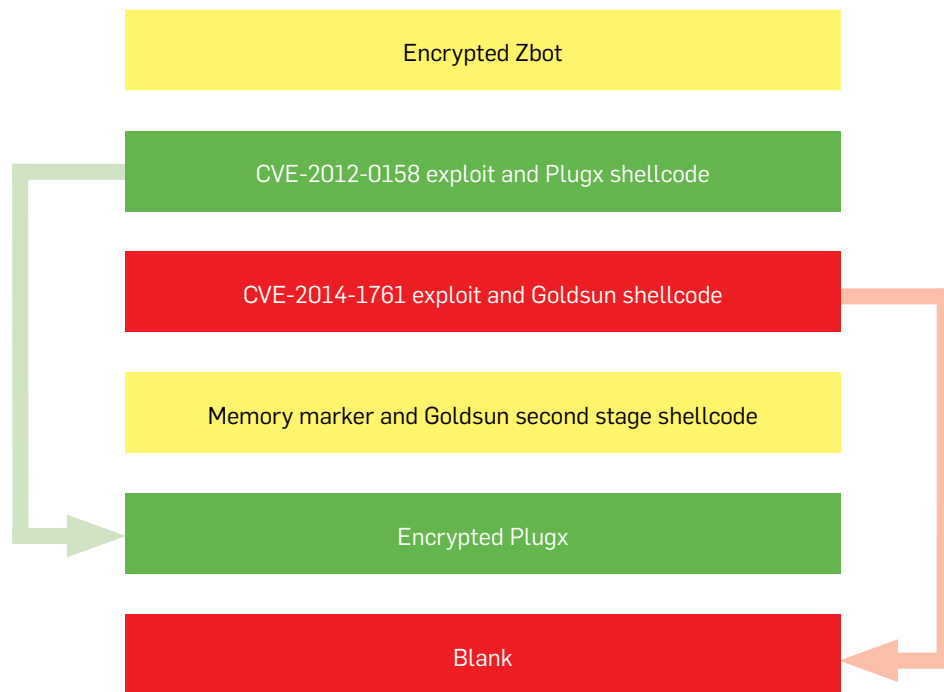 Encrypted Zbot
CVE-2012-0158 exploit and Plugx shellcode
CVE-2014-1761 exploit and Goldsun shellcode
Memory marker and Goldsun second stage shellcode
Encrypted Plugx
Blank